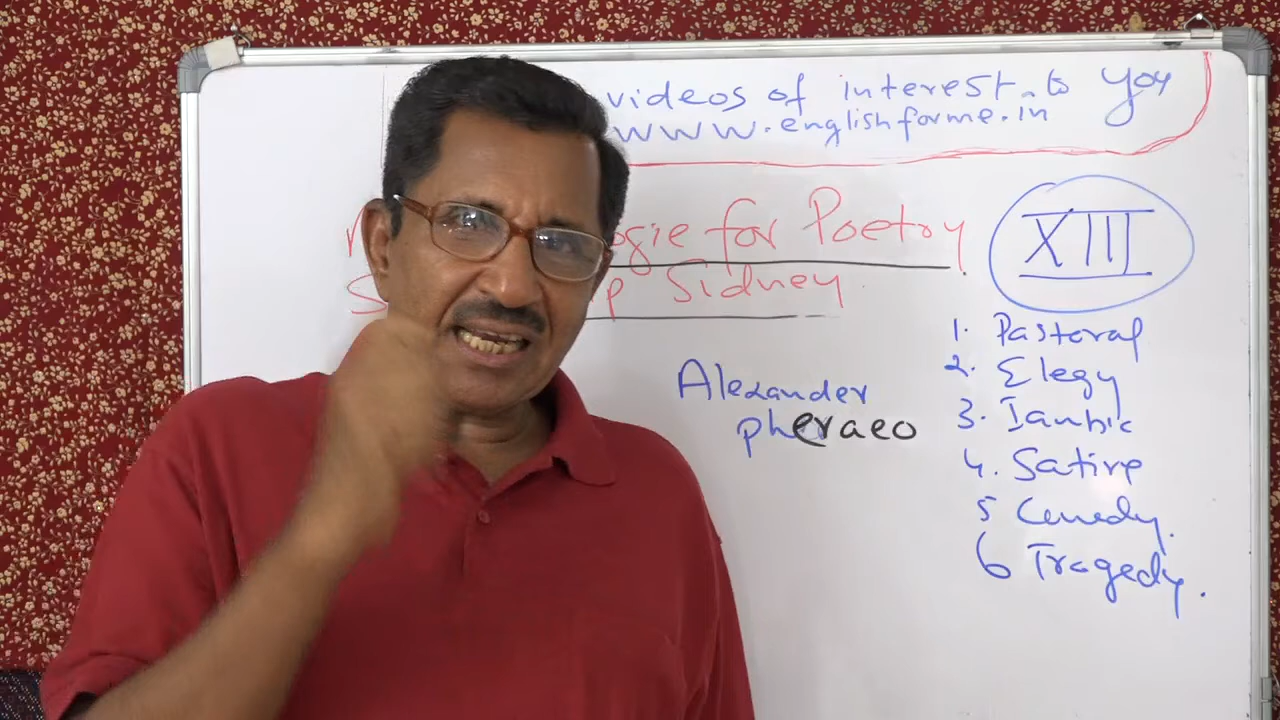 videos of interest to you
www.englishforme.in
for Poetry
Sidney
XIII
Alexander
pheraeo
1. Pastoral
2. Elegy
3. Iambic
4. Satire
5 Comedy.
6 Tragedy.